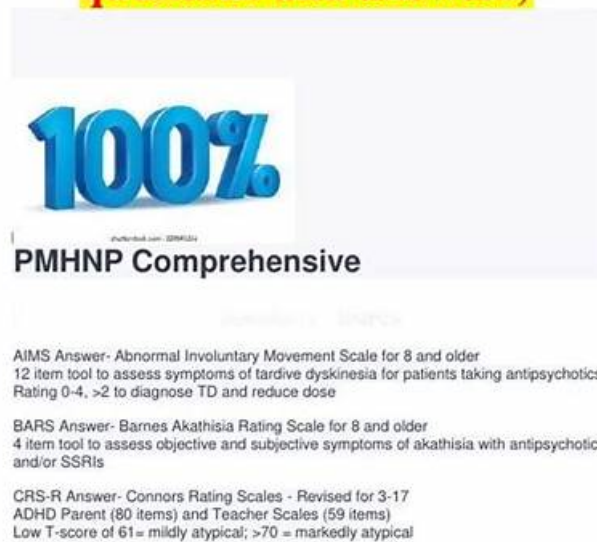 100%
PMHNP Comprehensive
AIMS Answer- Abnormal Involuntary Movement Scale for 8 and older
12 item tool to assess symptoms of tardive dyskinesia for patients taking antipsychotics
Rating 0-4, >2 to diagnose TD and reduce dose
BARS Answer- Barnes Akathisia Rating Scale for 8 and older
4 item tool to assess objective and subjective symptoms of akathisia with antipsychotic
and/or SSRIs
CRS-R Answer- Connors Rating Scales - Revised for 3-17
ADHD Parent (80 items) and Teacher Scales (59 items)
Low T-score of 61= mildly atypical; >70 = markedly atypical